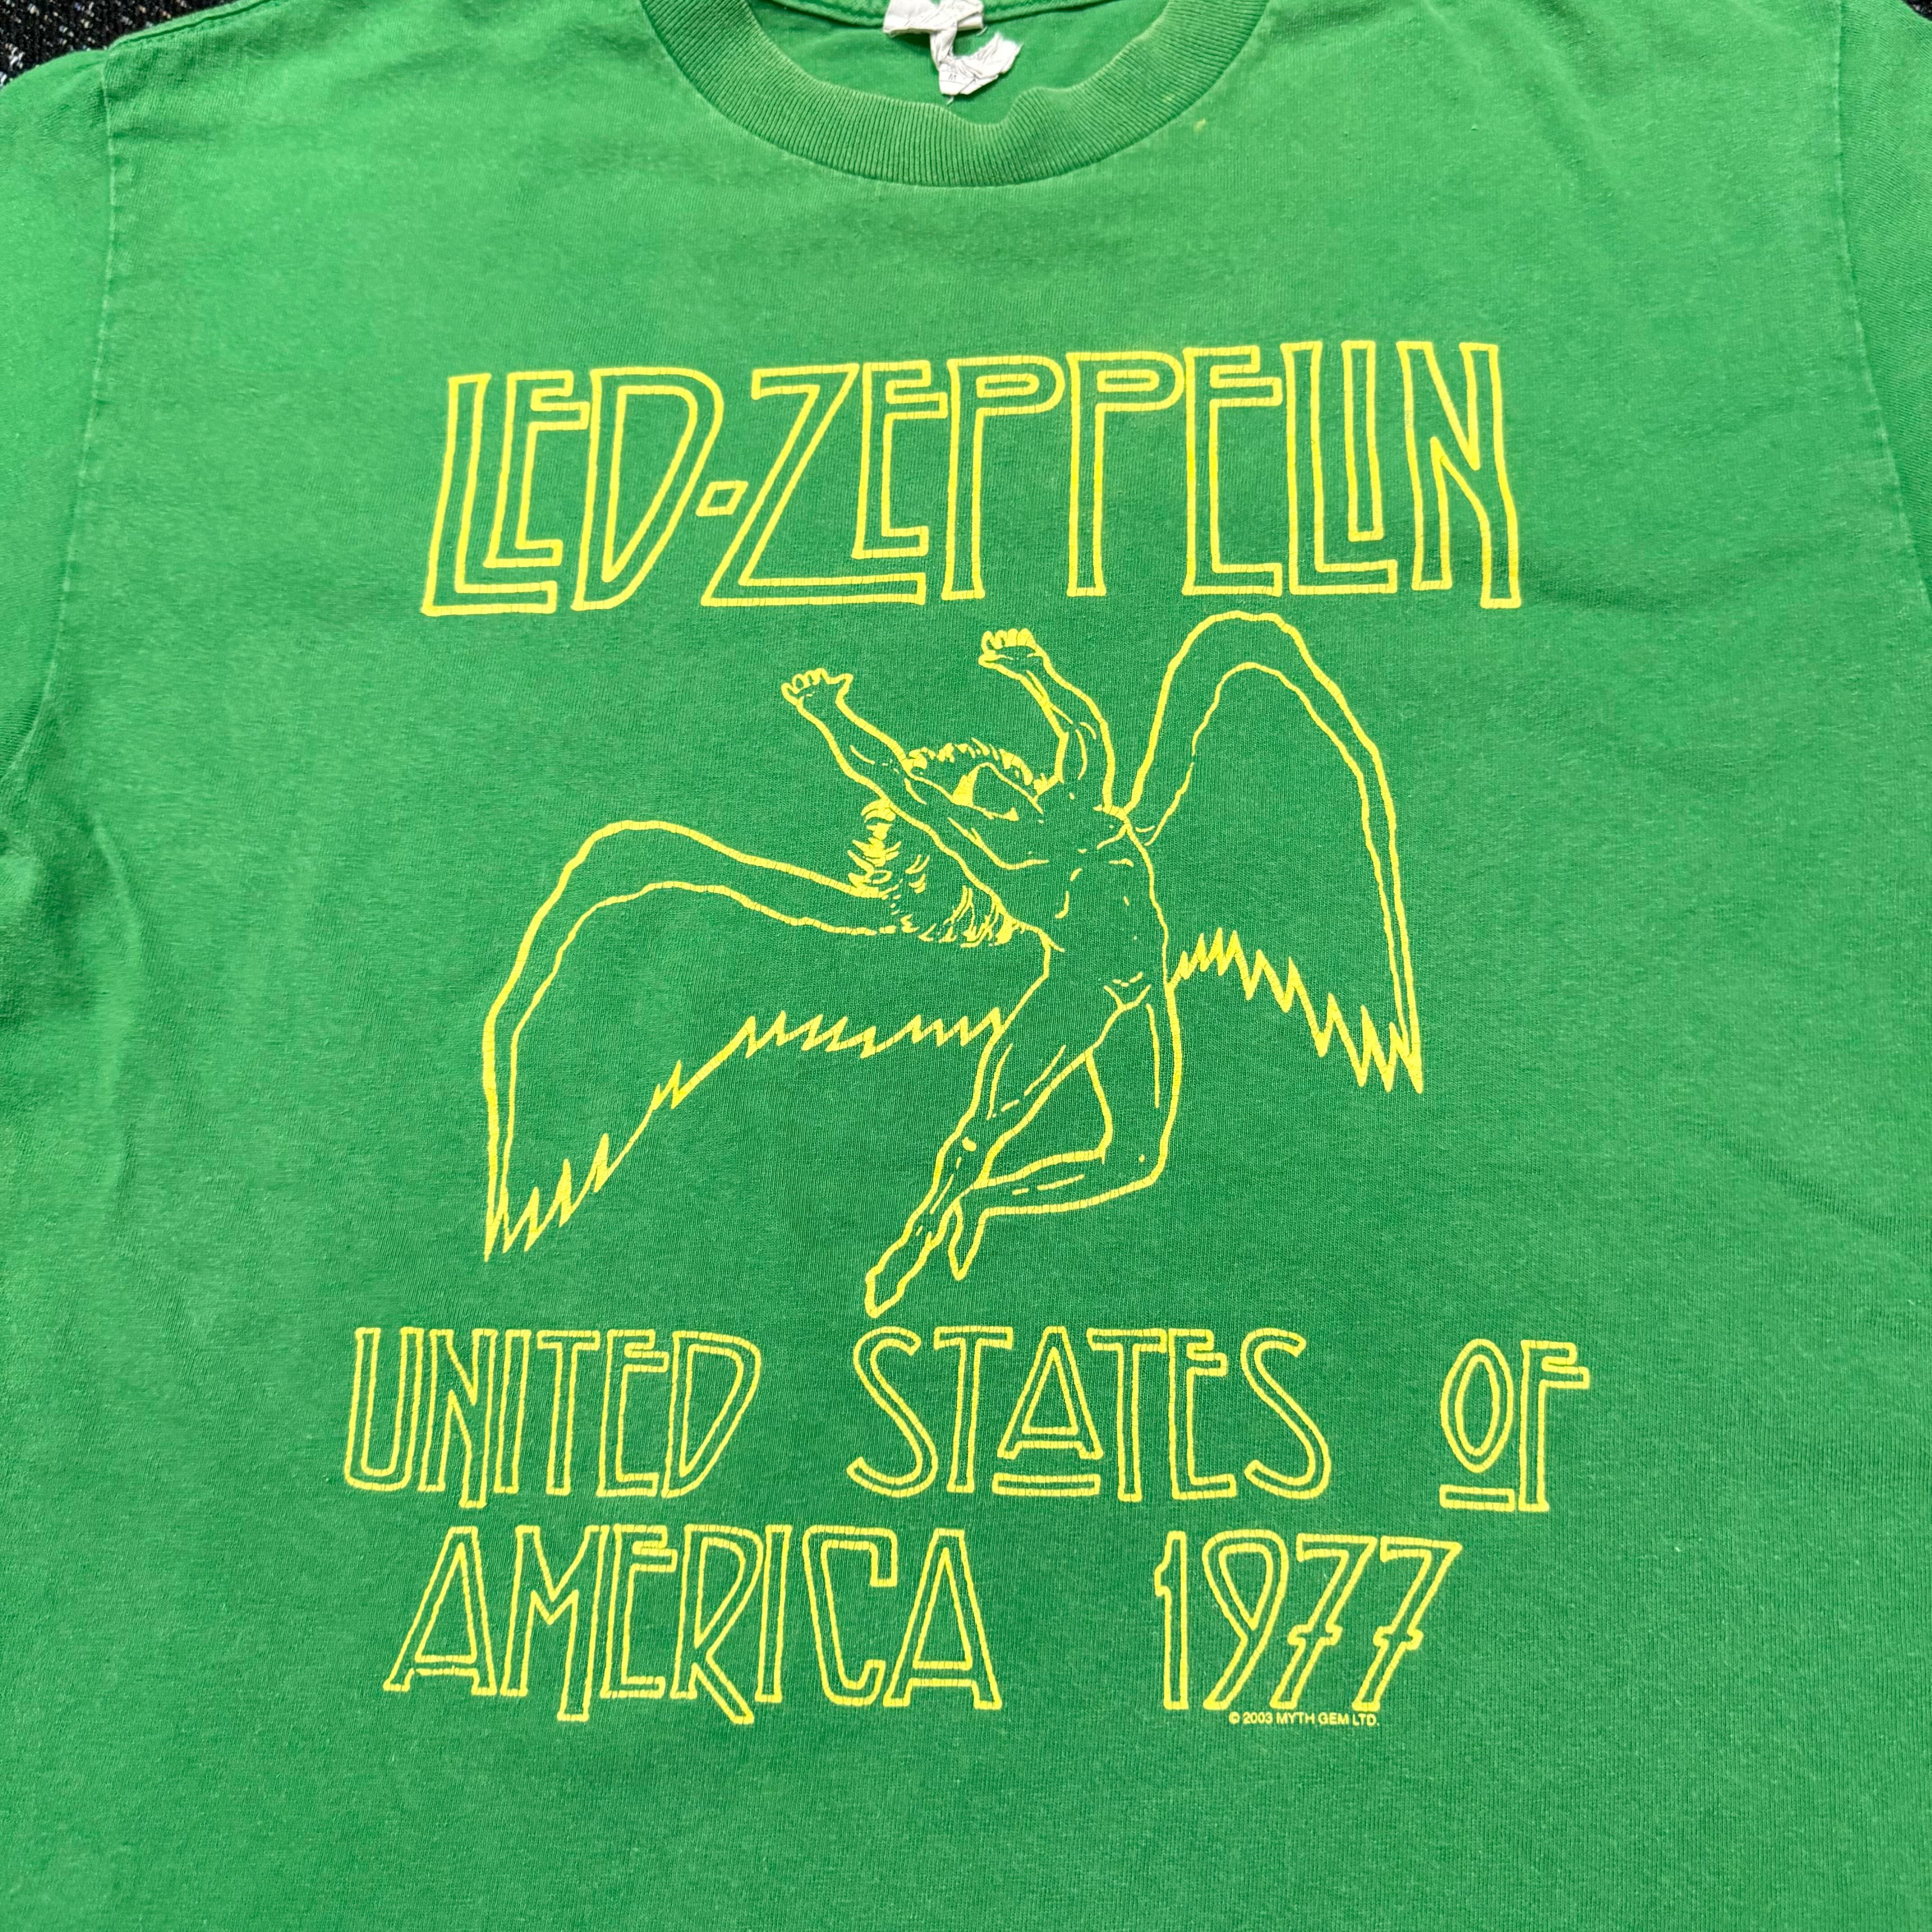 LED-ZEPPELIN
UNITED STATES OF
AMERICA 1977
© 2003 MYTH GEM LTD.